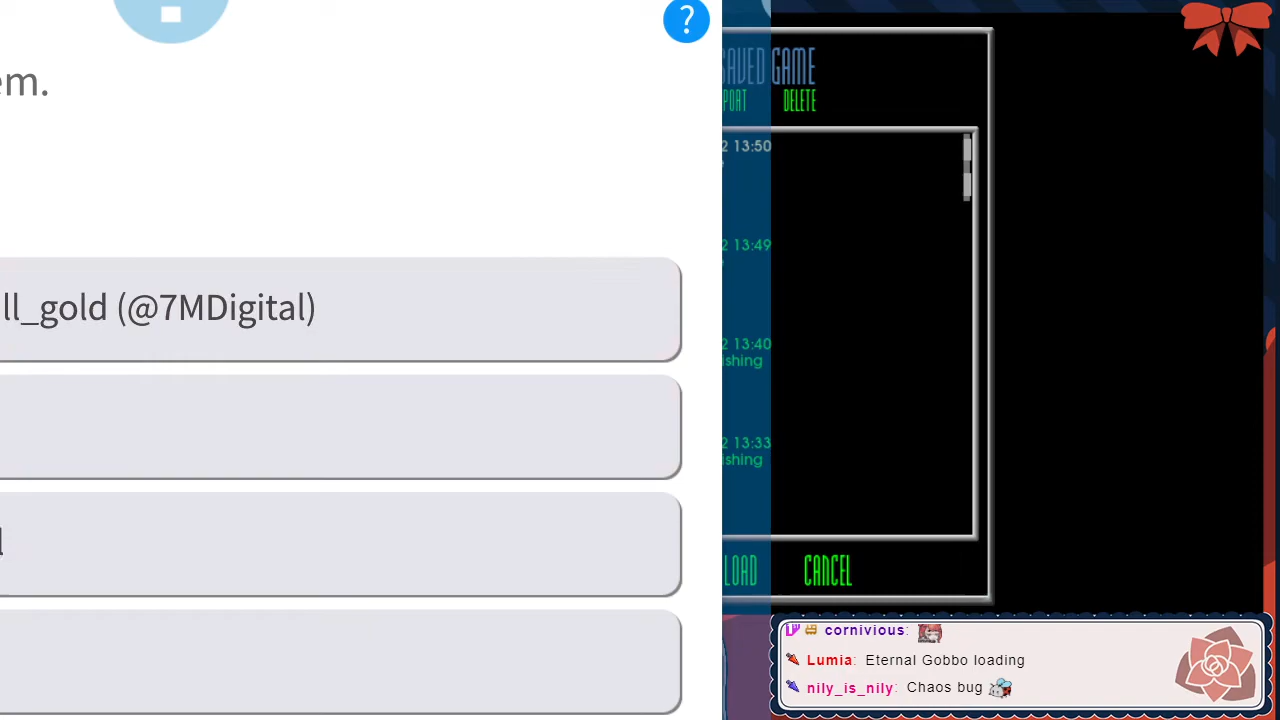 ?
em.
ll_gold (@7MDigital)
l
SAVED GAME
PORT DELETE
2 13:50
2 13:49
2 13:40
ishing
2 13:33
ishing
LOAD CANCEL
cornivious:
Lumia: Eternal Gobbo loading
nily_is_nily: Chaos bug